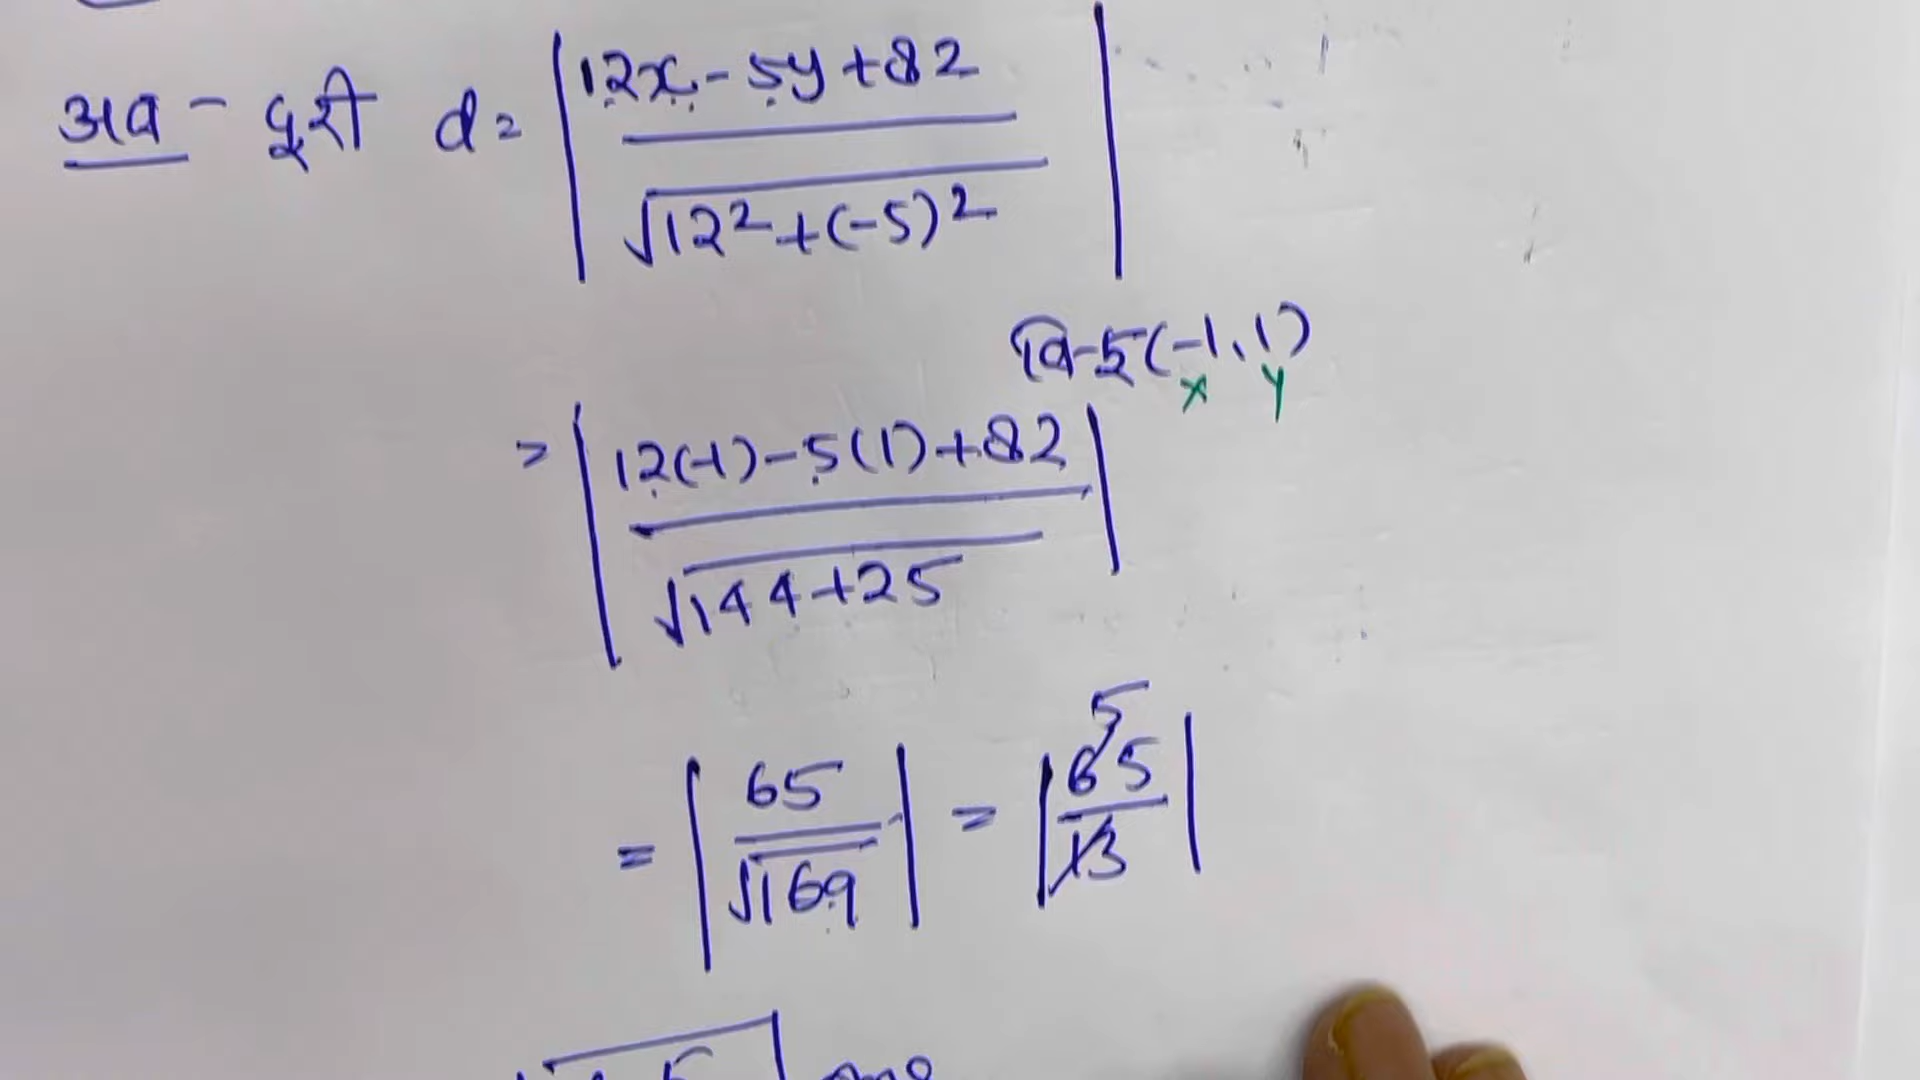 अब - दूरी d = | 12x - 5y + 82 / √12² + (-5)² |
बिन्दु (-1, 1)
x y
= | 12(-1) - 5(1) + 82 / √144 + 25 |
= | 65 / √169 | = | 65 / 13 | 5